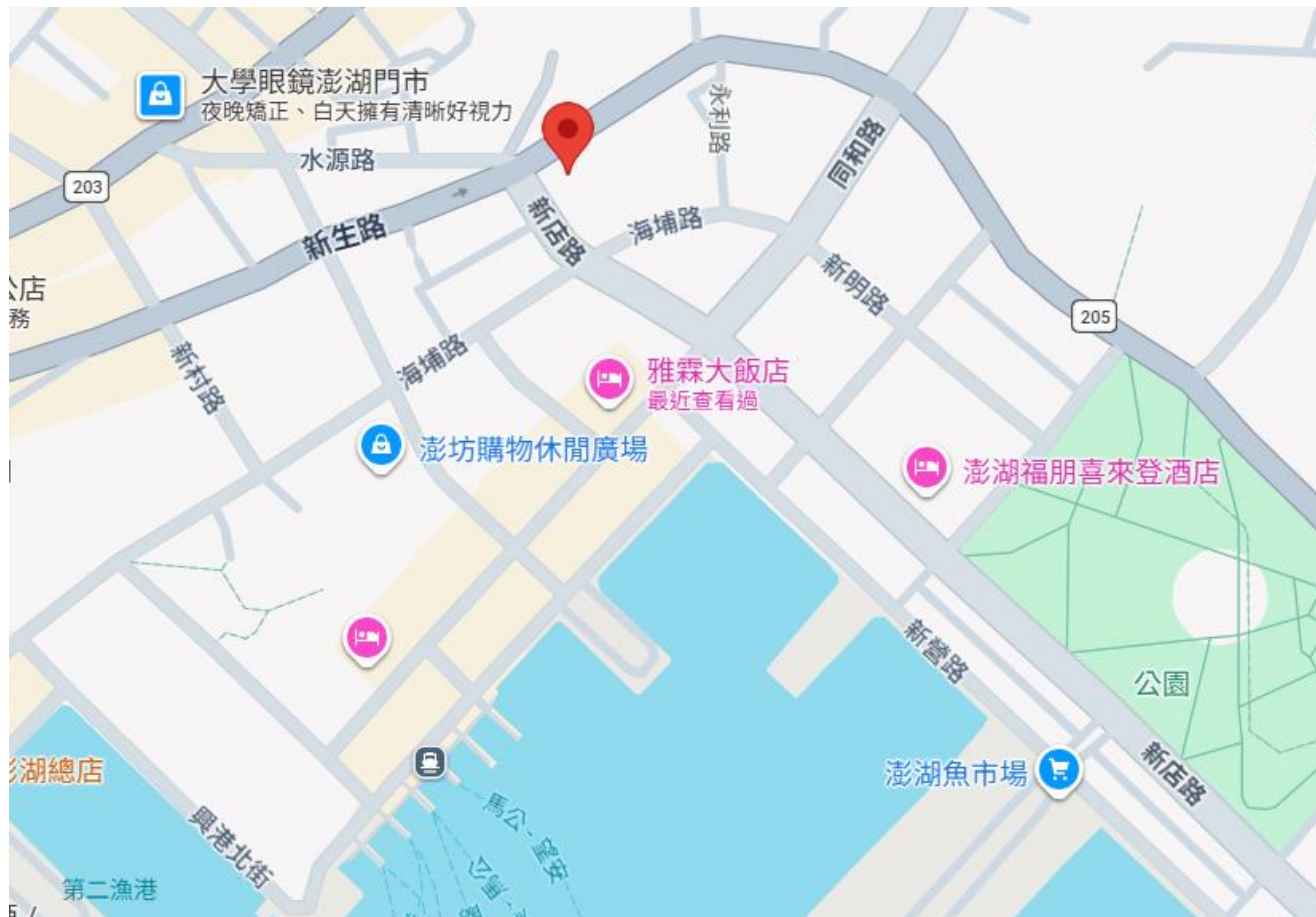 大學眼鏡澎湖門市
夜晚矯正、白天擁有清晰好視力
永利路
水源路
同和路
203
新店路
海埔路
新生路
新明路
店
務
205
新村路
海埔路
雅霖大飯店
最近查看過
澎坊購物休閒廣場
澎湖福朋喜來登酒店
新營路
公園
澎湖魚市場
新店路
湖總店
馬公-望安
興港北街
馬公
第二漁港